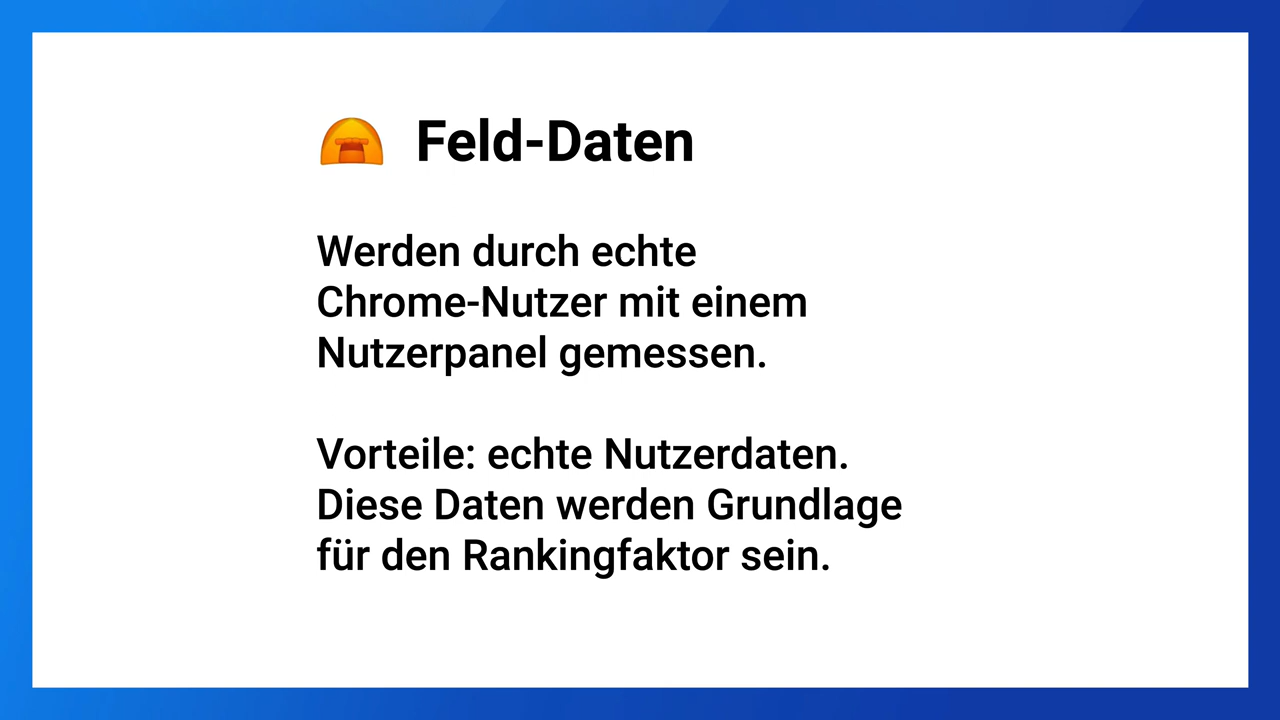 Feld-Daten
Werden durch echte
Chrome-Nutzer mit einem
Nutzerpanel gemessen.
Vorteile: echte Nutzerdaten.
Diese Daten werden Grundlage
für den Rankingfaktor sein.